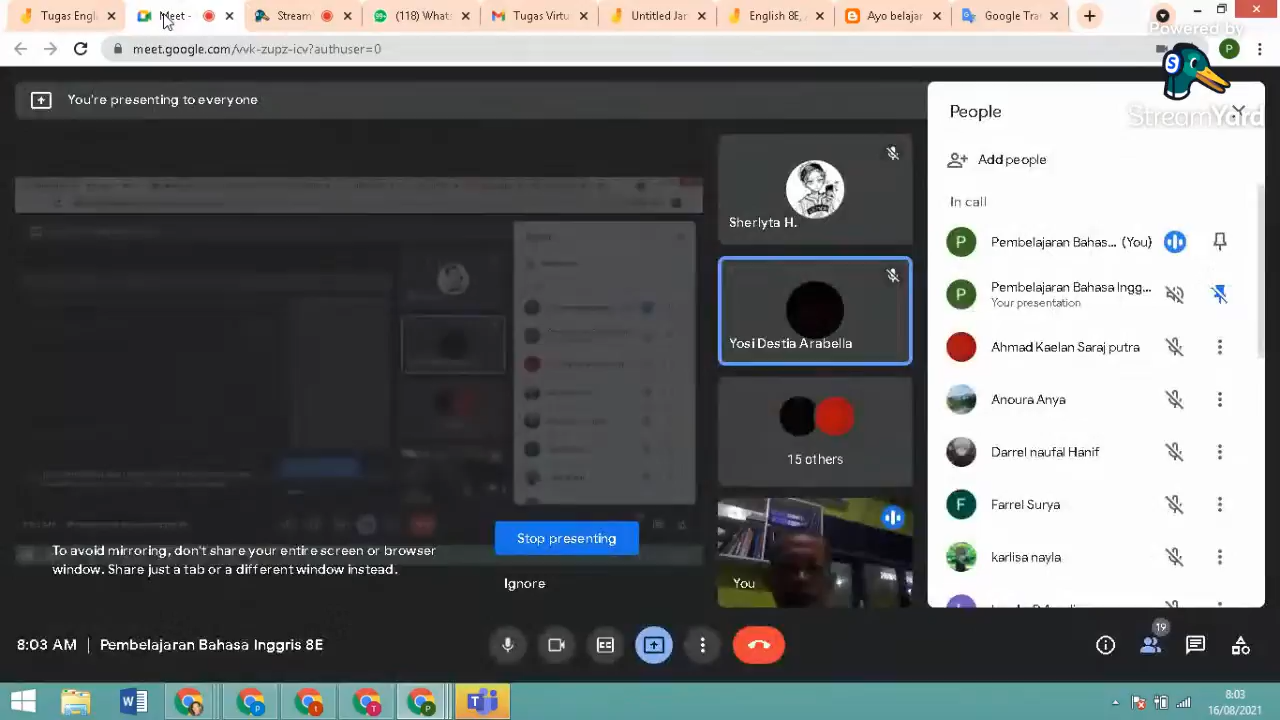 Tugas Engl
Meet -
Stream
(118) Whats
Tugas Virtu
Untitled Jar
English 8E,
Ayo belajar
Google Tra
Powered by
meet.google.com/vvk-zupz-icv?authuser=0
P
StreamYard
You're presenting to everyone
People
Add people
In call
Sherlyta H.
P
Pembelajaran Bahas... (You)
P
Pembelajaran Bahasa Ingg...
Your presentation
Yosi Destia Arabella
Ahmad Kaelan Saraj putra
Anoura Anya
15 others
Darrel naufal Hanif
F
Farrel Surya
Stop presenting
To avoid mirroring, don't share your entire screen or browser
window. Share just a tab or a different window instead.
Ignore
You
karlisa nayla
8:03 AM | Pembelajaran Bahasa Inggris 8E
19
8:03
16/08/2021